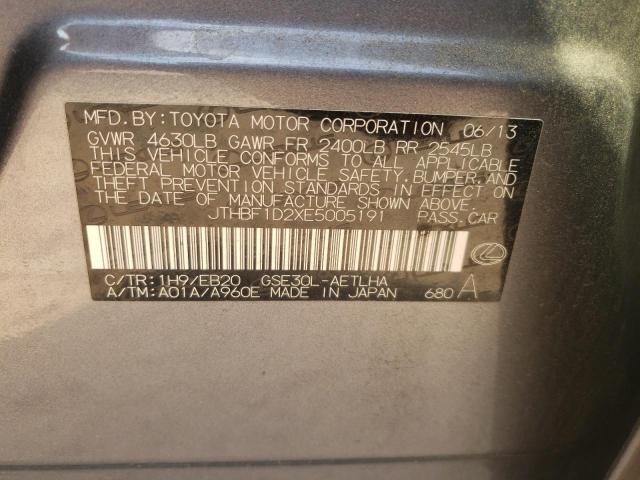 MFD. BY: TOYOTA MOTOR CORPORATION 06/13
GVWR 4630LB GAWR FR 2400LB RR 2545LB
THIS VEHICLE CONFORMS TO ALL APPLICABLE
FEDERAL MOTOR VEHICLE SAFETY, BUMPER, AND
THEFT PREVENTION STANDARDS IN EFFECT ON
THE DATE OF MANUFACTURE SHOWN ABOVE.
JTHBF1D2XE5005191 PASS. CAR
C/TR: 1H9/EB20 GSE30L-AETLHA
A/TM: A01A/A960E MADE IN JAPAN 680 A